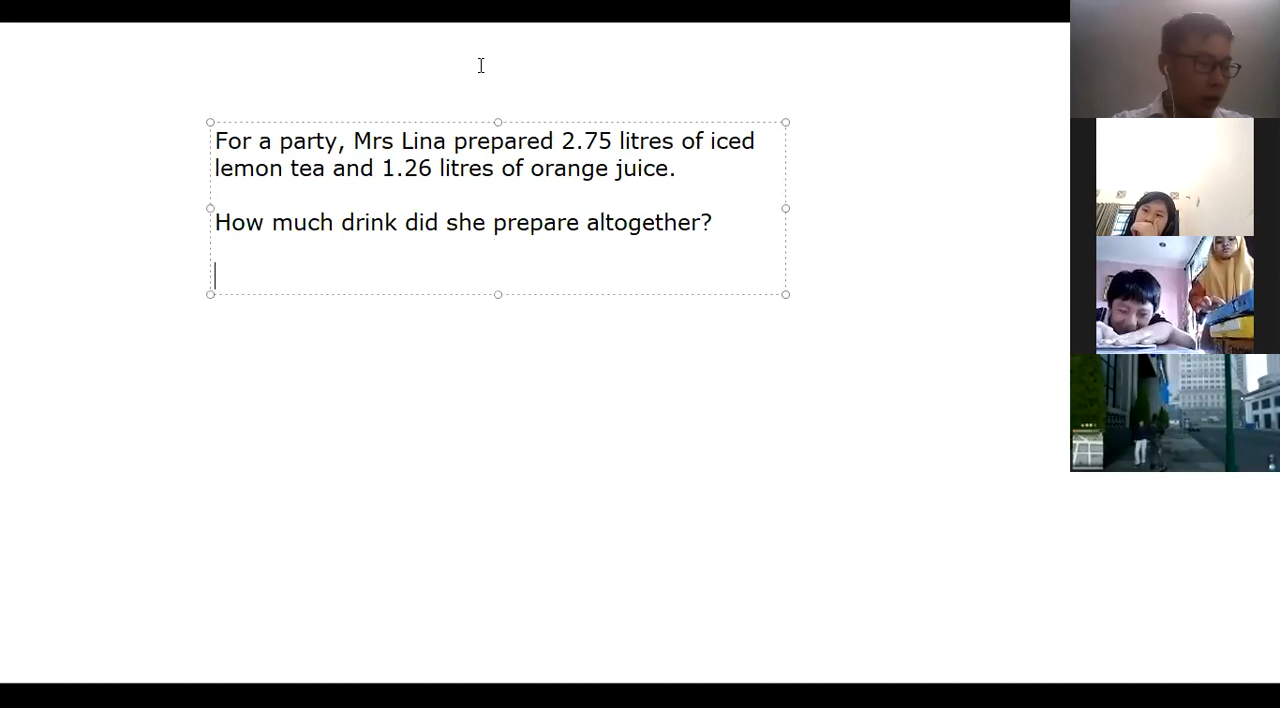 For a party, Mrs Lina prepared 2.75 litres of iced
lemon tea and 1.26 litres of orange juice.
How much drink did she prepare altogether?